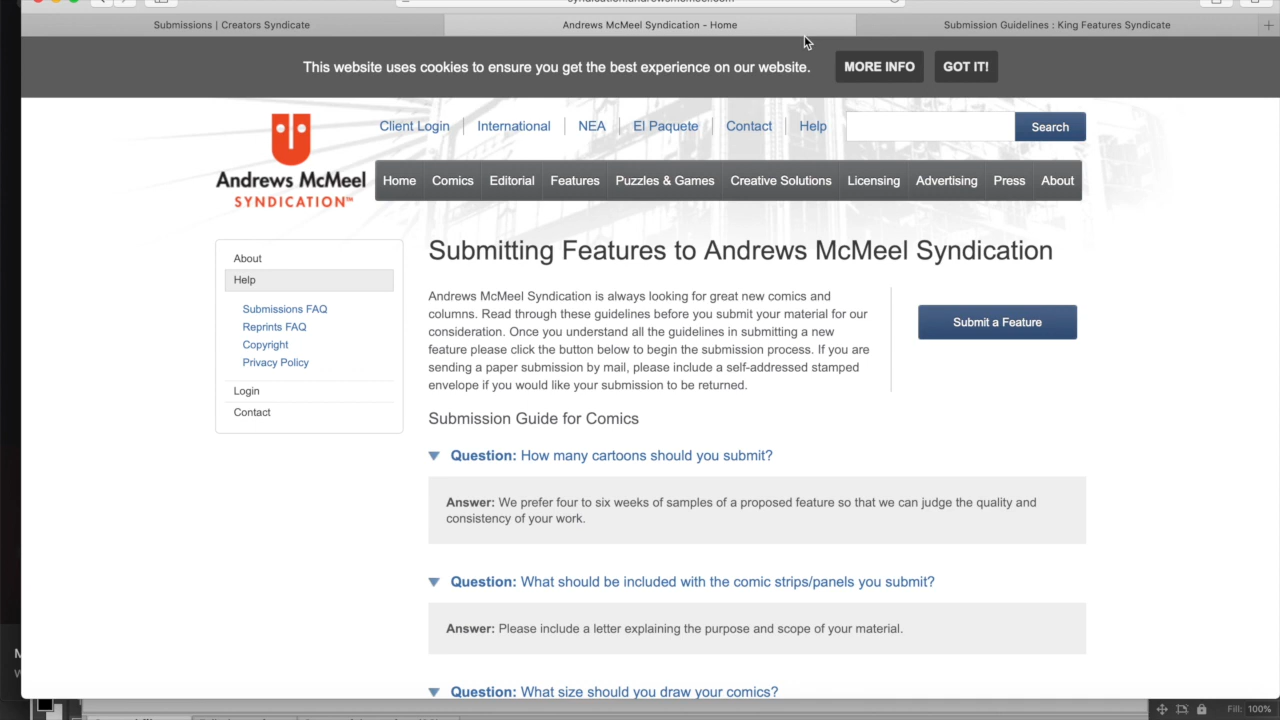 Submissions | Creators Syndicate
Andrews McMeel Syndication - Home
Submission Guidelines : King Features Syndicate
This website uses cookies to ensure you get the best experience on our website.
MORE INFO
GOT IT!
Client Login
International
NEA
El Paquete
Contact
Help
Search
Andrews McMeel
SYNDICATION™
Home
Comics
Editorial
Features
Puzzles & Games
Creative Solutions
Licensing
Advertising
Press
About
About
Help
Submissions FAQ
Reprints FAQ
Copyright
Privacy Policy
Login
Contact
Submitting Features to Andrews McMeel Syndication
Andrews McMeel Syndication is always looking for great new comics and
columns. Read through these guidelines before you submit your material for our
consideration. Once you understand all the guidelines in submitting a new
feature please click the button below to begin the submission process. If you are
sending a paper submission by mail, please include a self-addressed stamped
envelope if you would like your submission to be returned.
Submit a Feature
Submission Guide for Comics
Question: How many cartoons should you submit?
Answer: We prefer four to six weeks of samples of a proposed feature so that we can judge the quality and
consistency of your work.
Question: What should be included with the comic strips/panels you submit?
Answer: Please include a letter explaining the purpose and scope of your material.
Question: What size should you draw your comics?
Fill: 100%